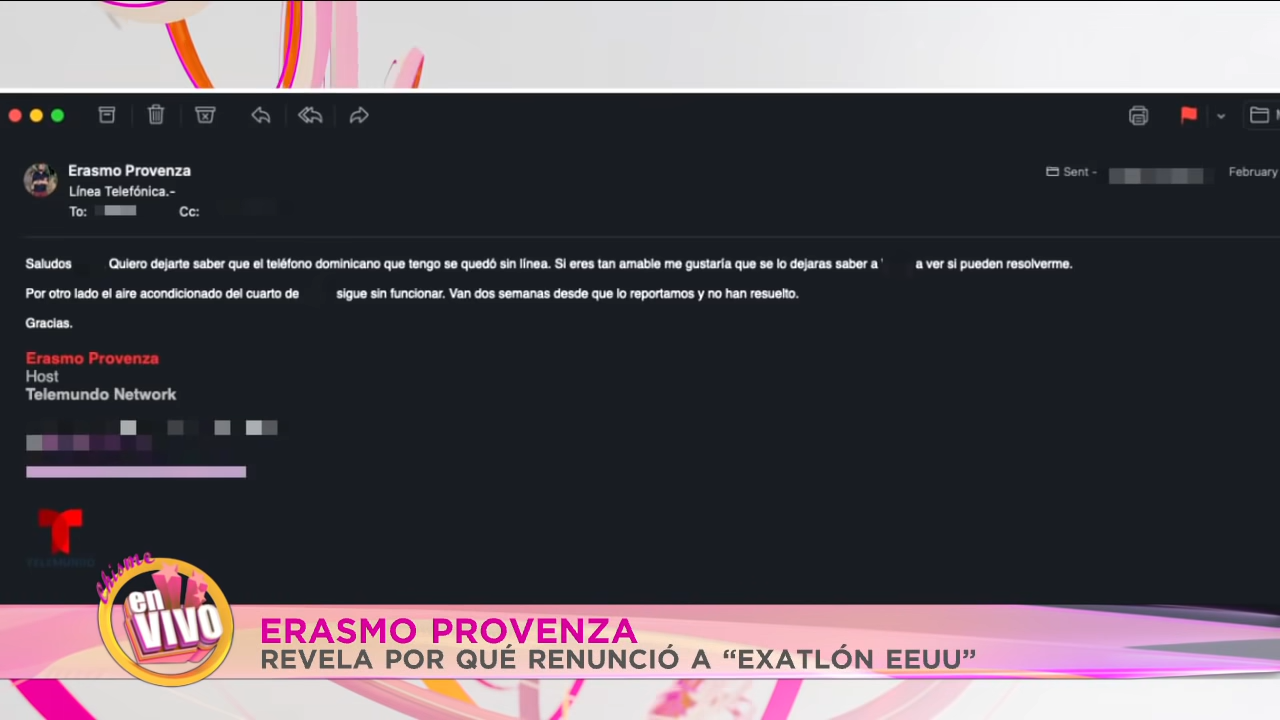 Erasmo Provenza
Línea Telefónica.-
To:
Cc:
Sent -
February
Saludos Quiero dejarte saber que el teléfono dominicano que tengo se quedó sin línea. Si eres tan amable me gustaría que se lo dejaras saber a a ver si pueden resolverme.
Por otro lado el aire acondicionado del cuarto de sigue sin funcionar. Van dos semanas desde que lo reportamos y no han resuelto.
Gracias.
Erasmo Provenza
Host
Telemundo Network
TELEMUNDO
Chisme
en
VIVO
ERASMO PROVENZA
REVELA POR QUÉ RENUNCIÓ A “EXATLÓN EEUU”